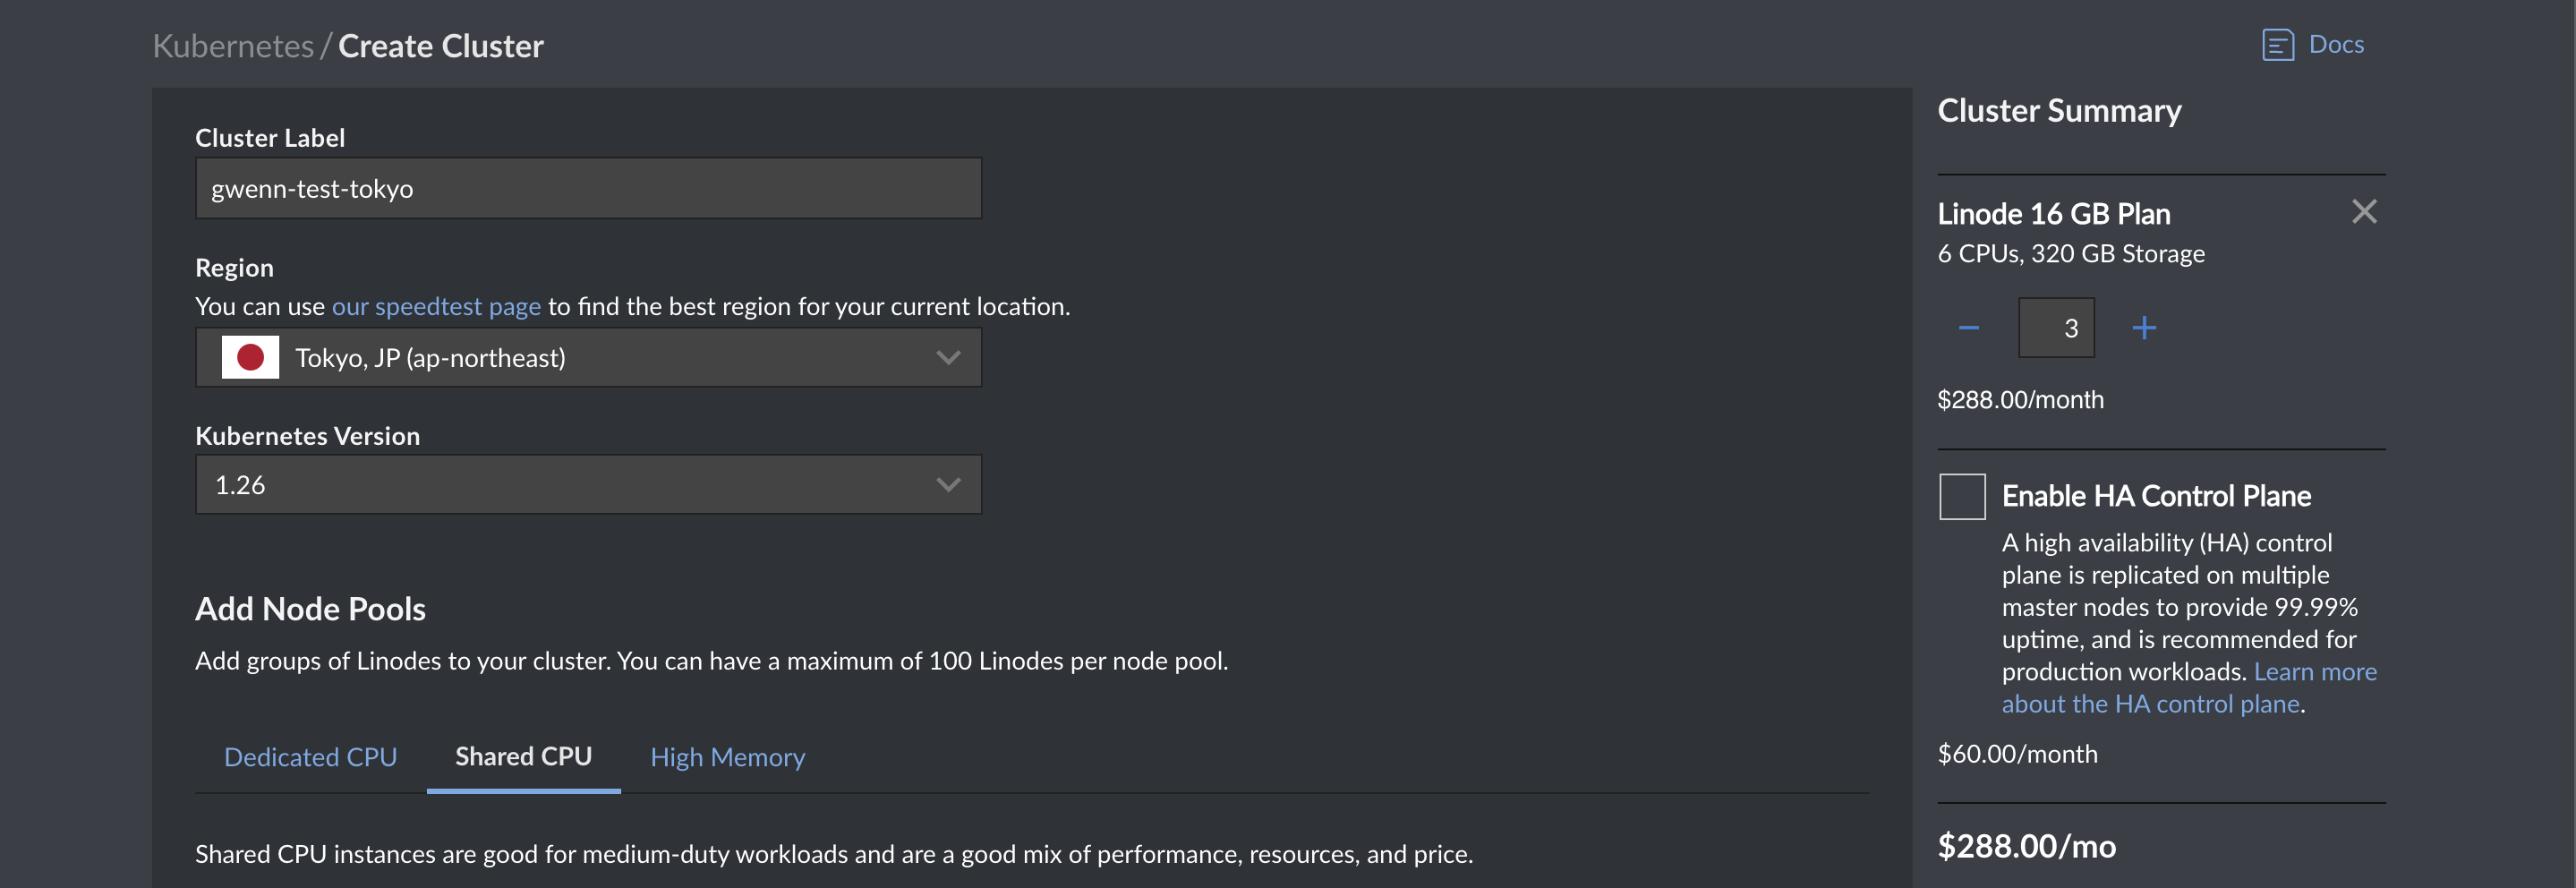 Kubernetes / Create Cluster
Docs
Cluster Label
gwenn-test-tokyo
Region
You can use our speedtest page to find the best region for your current location.
Tokyo, JP (ap-northeast)
Kubernetes Version
1.26
Add Node Pools
Add groups of Linodes to your cluster. You can have a maximum of 100 Linodes per node pool.
Dedicated CPU
Shared CPU
High Memory
Shared CPU instances are good for medium-duty workloads and are a good mix of performance, resources, and price.
Cluster Summary
Linode 16 GB Plan
6 CPUs, 320 GB Storage
3
$288.00/month
Enable HA Control Plane
A high availability (HA) control
plane is replicated on multiple
master nodes to provide 99.99%
uptime, and is recommended for
production workloads. Learn more
about the HA control plane.
$60.00/month
$288.00/mo